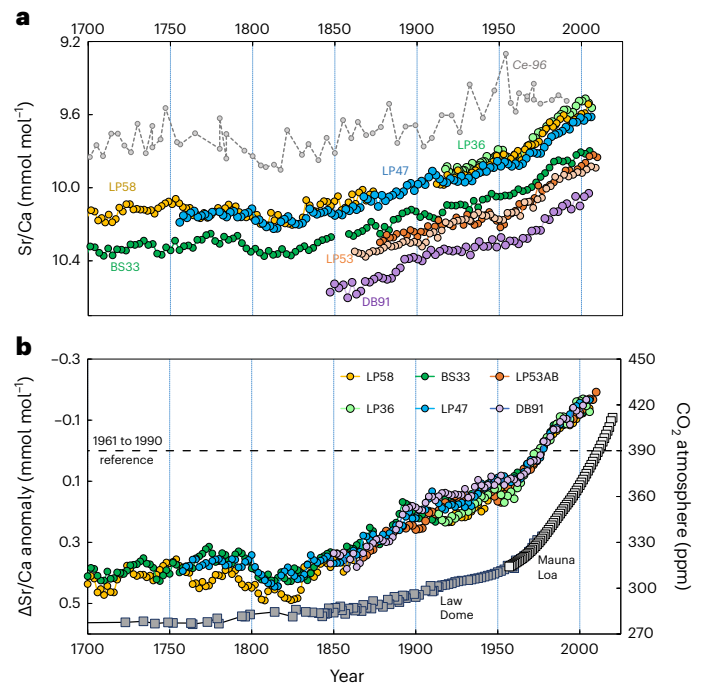 a
1700 1750 1800 1850 1900 1950 2000
9.2
9.6
10.0
10.4
Sr/Ca (mmol mol⁻¹)
Ce-96
LP36
LP47
LP58
LP53
BS33
DB91
b
−0.3
−0.1
0.1
0.3
0.5
ΔSr/Ca anomaly (mmol mol⁻¹)
450
420
390
360
330
300
270
CO₂ atmosphere (ppm)
LP58 BS33 LP53AB
LP36 LP47 DB91
1961 to 1990
reference
Mauna
Loa
Law
Dome
1700 1750 1800 1850 1900 1950 2000
Year